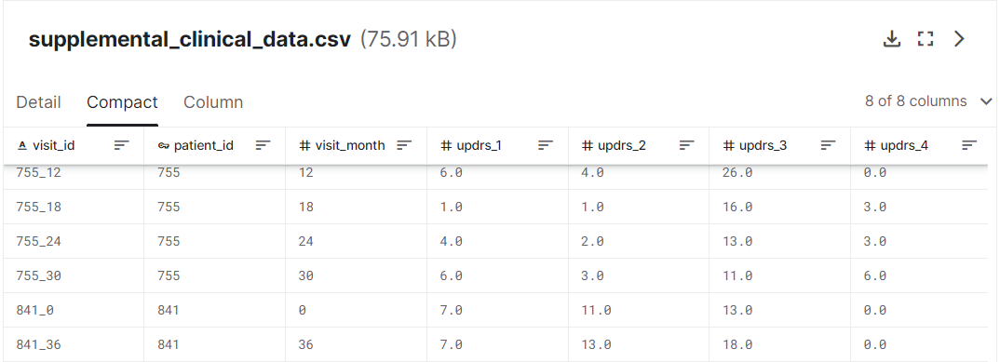 supplemental_clinical_data.csv (75.91 kB)
Detail Compact Column 8 of 8 columns
A visit_id patient_id # visit_month # updrs_1 # updrs_2 # updrs_3 # updrs_4
755_12 755 12 6.0 4.0 26.0 0.0
755_18 755 18 1.0 1.0 16.0 3.0
755_24 755 24 4.0 2.0 13.0 3.0
755_30 755 30 6.0 3.0 11.0 6.0
841_0 841 0 7.0 11.0 13.0 0.0
841_36 841 36 7.0 13.0 18.0 0.0